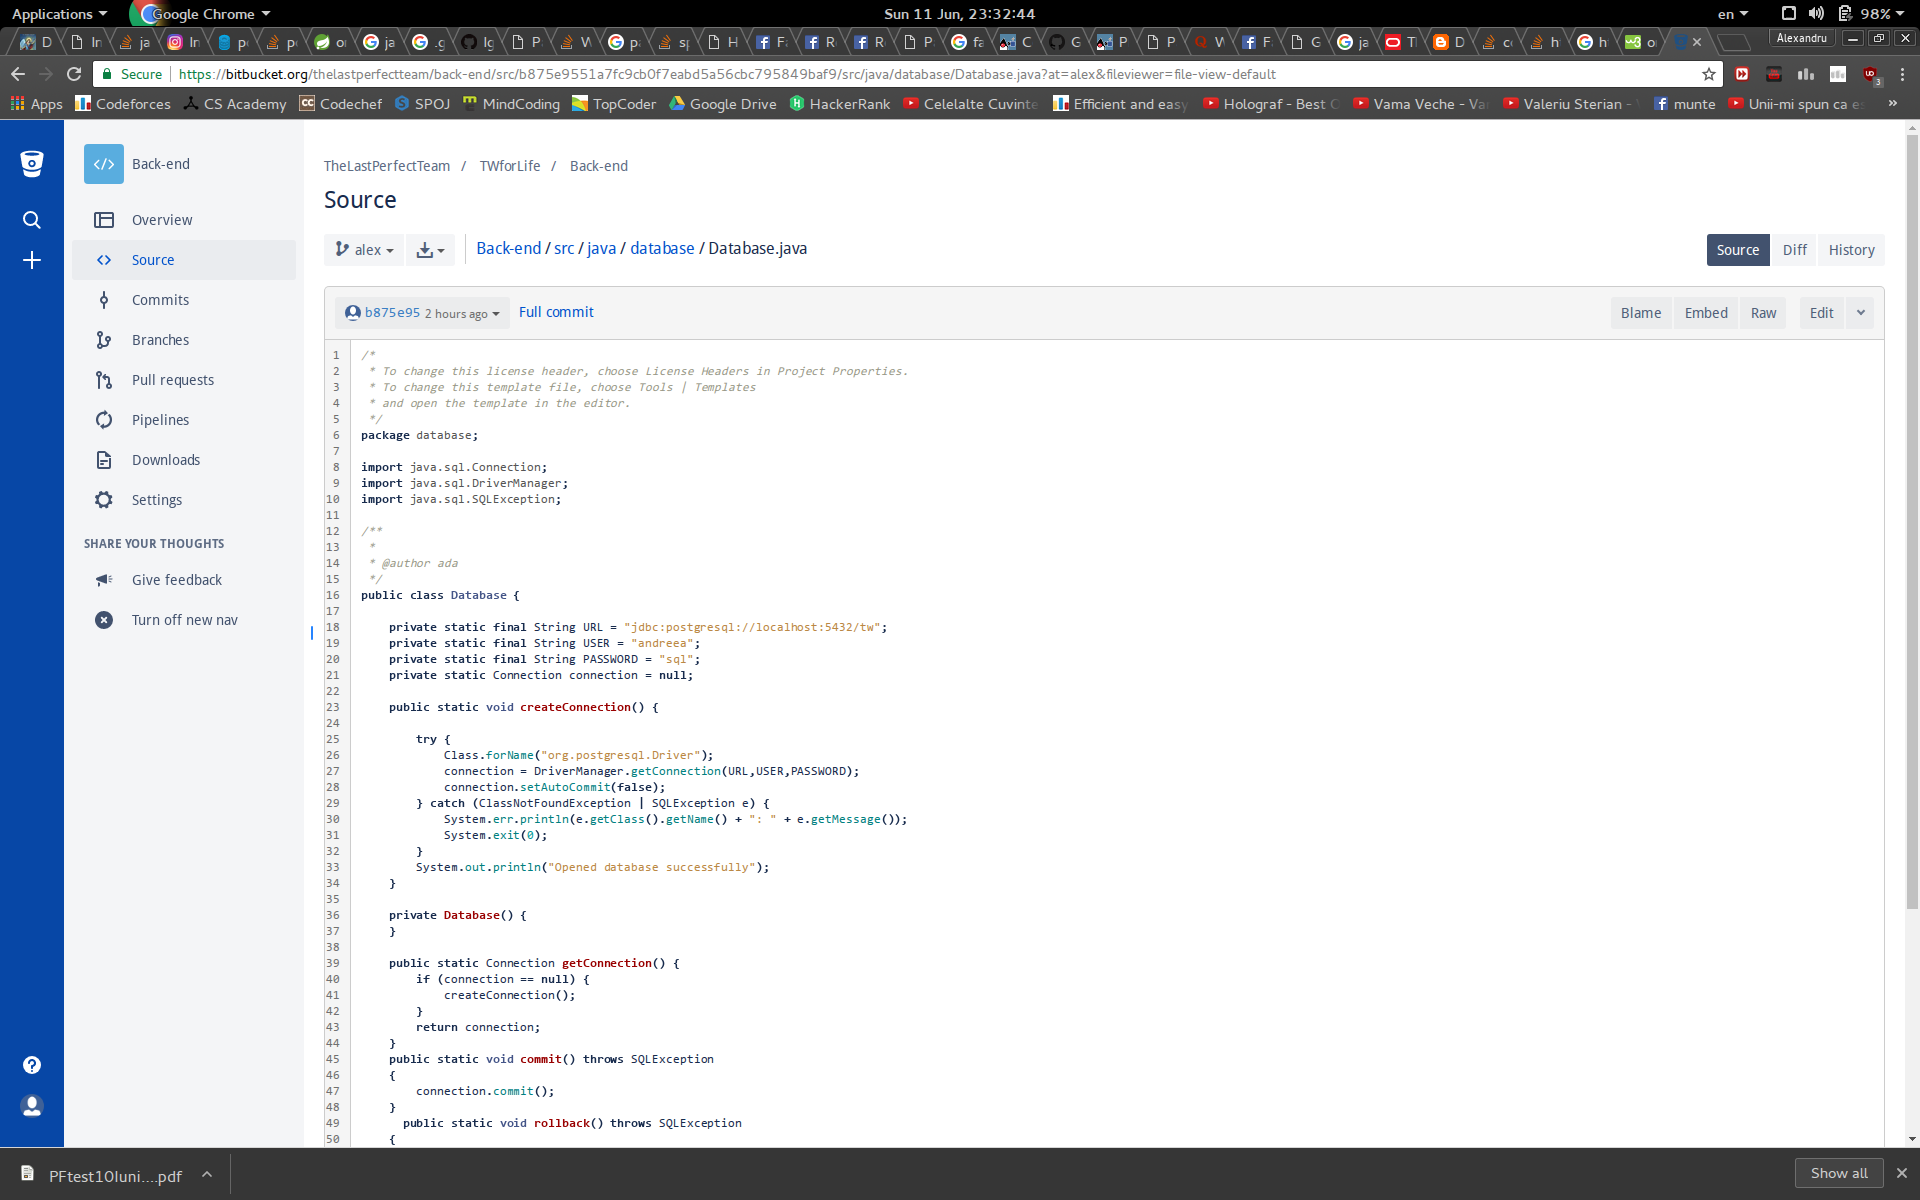 Applications
Google Chrome
Sun 11 Jun, 23:32:44
en
98%
D
In
ja
In
p
p
o
ja
.g
Ig
P
W
p
s
H
F
R
R
P
fa
C
G
P
P
W
F
G
ja
T
D
c
h
h
o
Alexandru
Secure
https://bitbucket.org/thelastperfectteam/back-end/src/b875e9551a7fc9cb0f7eabd5a56cbc795849baf9/src/java/database/Database.java?at=alex&fileviewer=file-view-default
3
Apps
Codeforces
CS Academy
Codechef
SPOJ
MindCoding
TopCoder
Google Drive
HackerRank
Celelalte Cuvinte
Efficient and easy
Holograf - Best
Vama Veche - Va
Valeriu Sterian -
munte
Unii-mi spun ca e
»
Back-end
Overview
Source
Commits
Branches
Pull requests
Pipelines
Downloads
Settings
SHARE YOUR THOUGHTS
Give feedback
Turn off new nav
TheLastPerfectTeam / TWforLife / Back-end
Source
alex
Back-end / src / java / database / Database.java
Source
Diff
History
b875e95 2 hours ago
Full commit
Blame
Embed
Raw
Edit
1 /*
2 * To change this license header, choose License Headers in Project Properties.
3 * To change this template file, choose Tools | Templates
4 * and open the template in the editor.
5 */
6 package database;
7
8 import java.sql.Connection;
9 import java.sql.DriverManager;
10 import java.sql.SQLException;
11
12 /**
13 *
14 * @author ada
15 */
16 public class Database {
17
18 private static final String URL = "jdbc:postgresql://localhost:5432/tw";
19 private static final String USER = "andreea";
20 private static final String PASSWORD = "sql";
21 private static Connection connection = null;
22
23 public static void createConnection() {
24
25 try {
26 Class.forName("org.postgresql.Driver");
27 connection = DriverManager.getConnection(URL,USER,PASSWORD);
28 connection.setAutoCommit(false);
29 } catch (ClassNotFoundException | SQLException e) {
30 System.err.println(e.getClass().getName() + ": " + e.getMessage());
31 System.exit(0);
32 }
33 System.out.println("Opened database successfully");
34 }
35
36 private Database() {
37 }
38
39 public static Connection getConnection() {
40 if (connection == null) {
41 createConnection();
42 }
43 return connection;
44 }
45 public static void commit() throws SQLException
46 {
47 connection.commit();
48 }
49 public static void rollback() throws SQLException
50 {
PFtest10Iuni....pdf
Show all